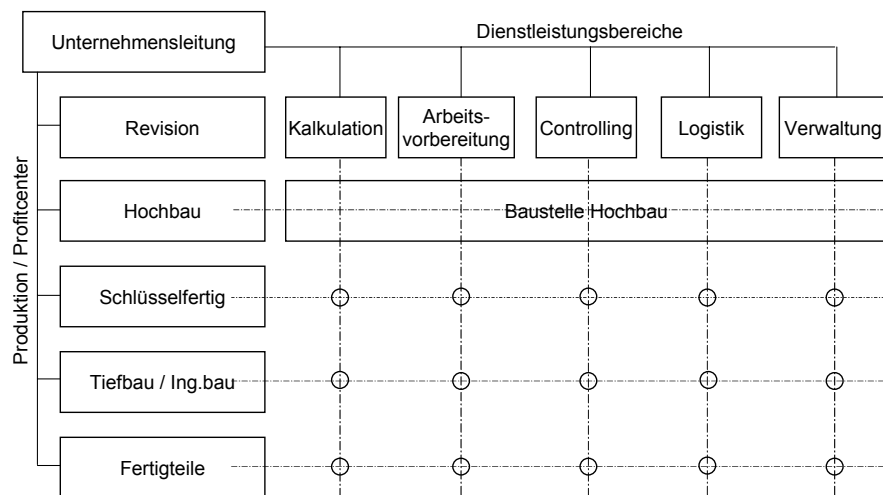 Unternehmensleitung
Dienstleistungsbereiche
Produktion / Profitcenter
Revision
Kalkulation
Arbeits-
vorbereitung
Controlling
Logistik
Verwaltung
Hochbau
Baustelle Hochbau
Schlüsselfertig
Tiefbau / Ing.bau
Fertigteile